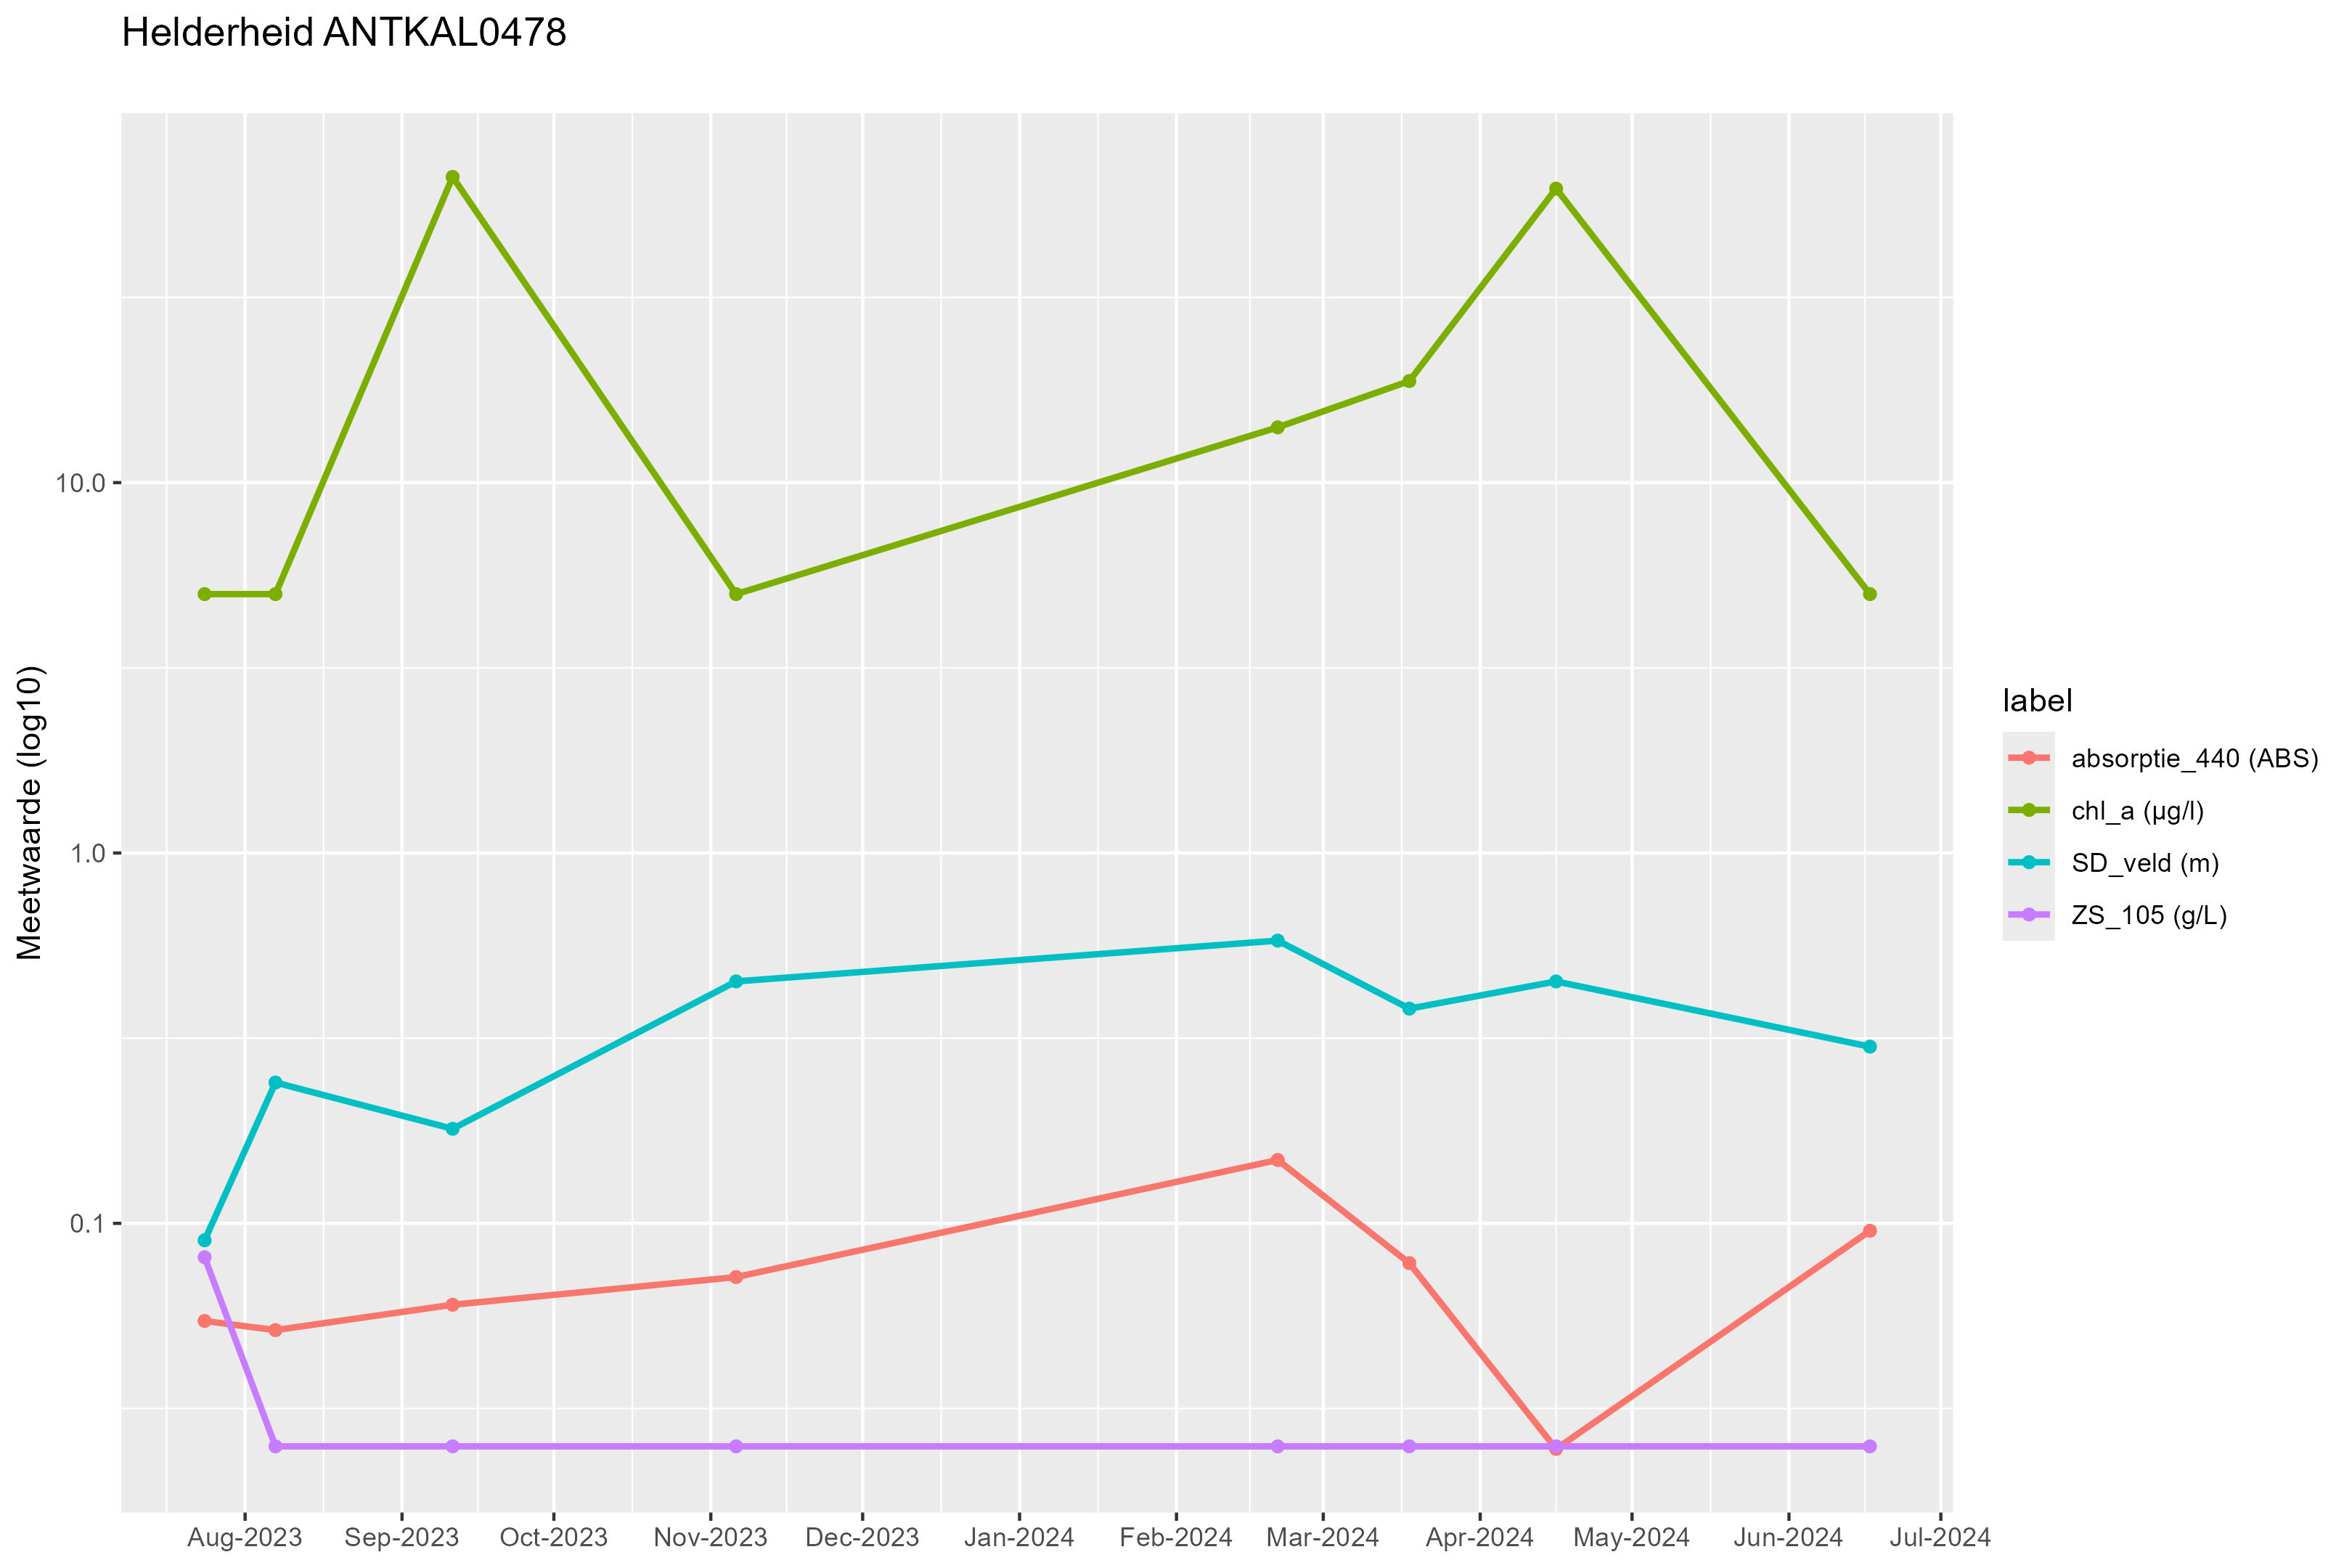 Helderheid ANTKAL0478
Meetwaarde (log10)
10.0
1.0
0.1
Aug-2023 Sep-2023 Oct-2023 Nov-2023 Dec-2023 Jan-2024 Feb-2024 Mar-2024 Apr-2024 May-2024 Jun-2024 Jul-2024
label
absorptie_440 (ABS)
chl_a (µg/l)
SD_veld (m)
ZS_105 (g/L)